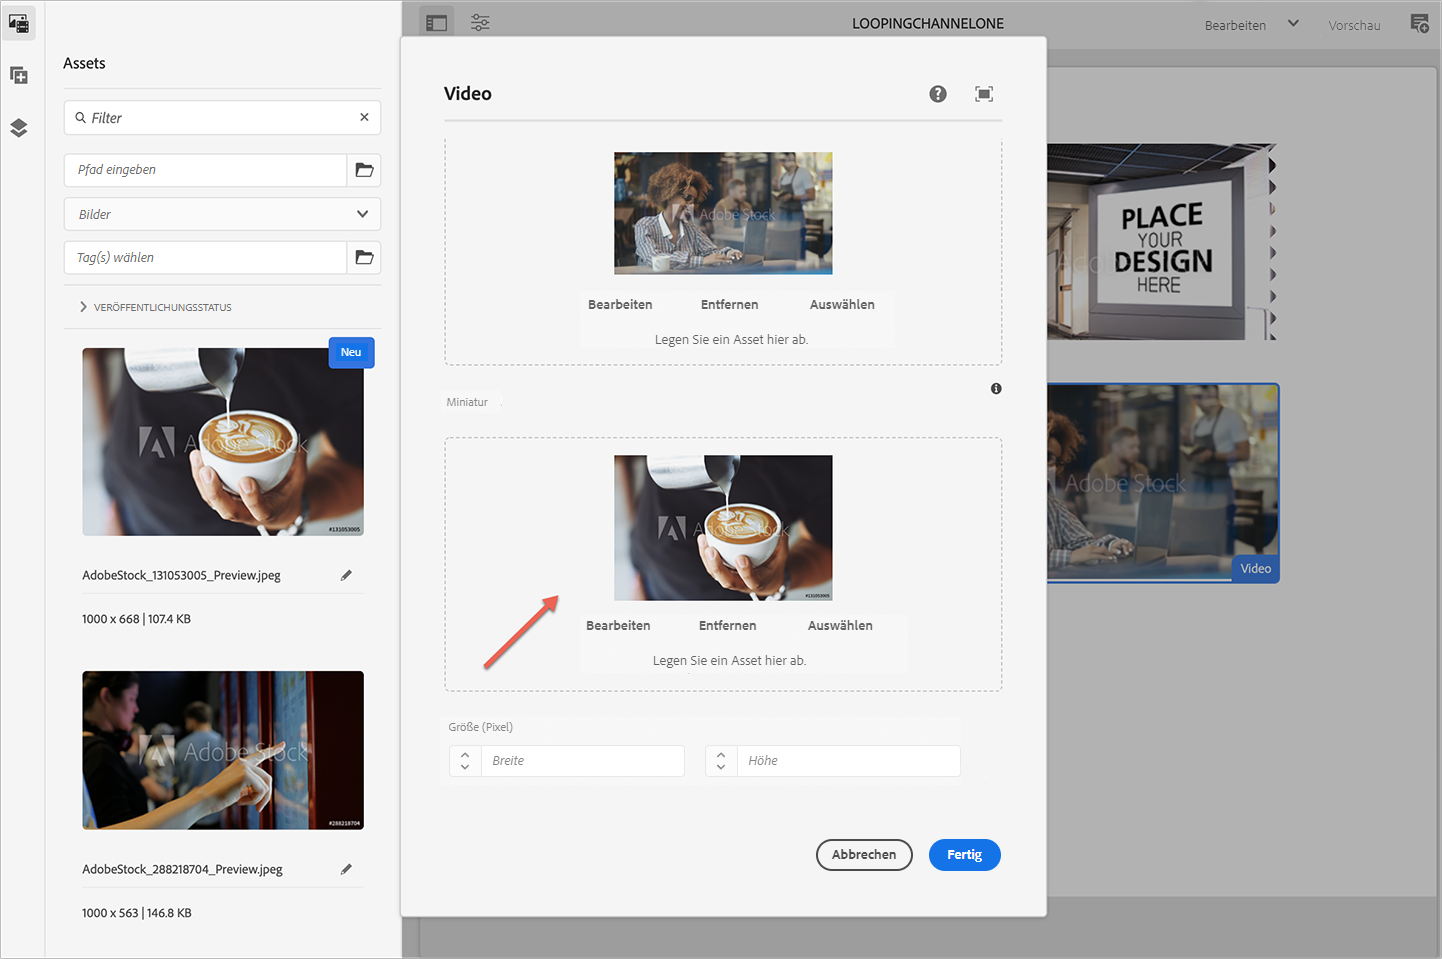 LOOPINGCHANNELONE
Bearbeiten
Vorschau
Assets
Filter
Pfad eingeben
Bilder
Tag(s) wählen
VERÖFFENTLICHUNGSSTATUS
Neu
Adobe Stock
#131053005
AdobeStock_131053005_Preview.jpeg
1000 x 668 | 107.4 KB
Adobe Stock
#288218704
AdobeStock_288218704_Preview.jpeg
1000 x 563 | 146.8 KB
Video
Adobe Stock
Bearbeiten Entfernen Auswählen
Legen Sie ein Asset hier ab.
Miniatur
Adobe Stock
#131053005
Bearbeiten Entfernen Auswählen
Legen Sie ein Asset hier ab.
Größe (Pixel)
Breite
Höhe
Abbrechen
Fertig
PLACE
YOUR
DESIGN
HERE
Adobe Stock
Video